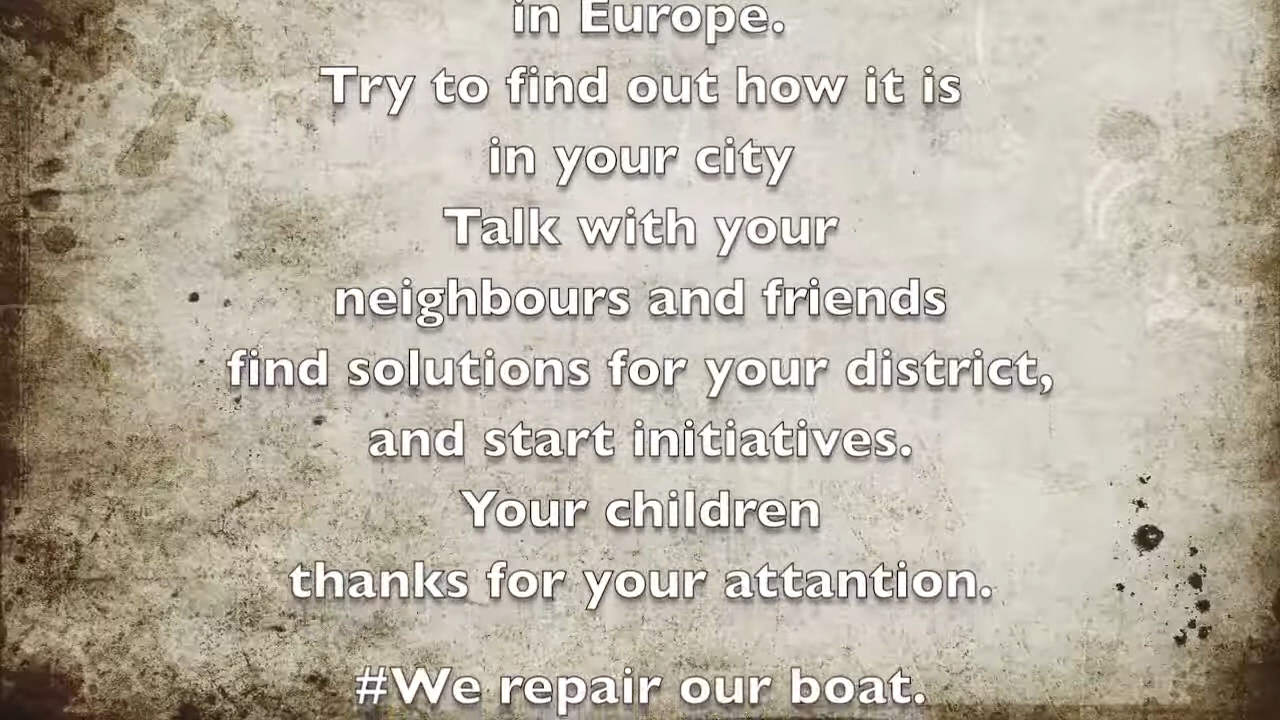 in Europe.
Try to find out how it is
in your city
Talk with your
neighbours and friends
find solutions for your district,
and start initiatives.
Your children
thanks for your attantion.
#We repair our boat.